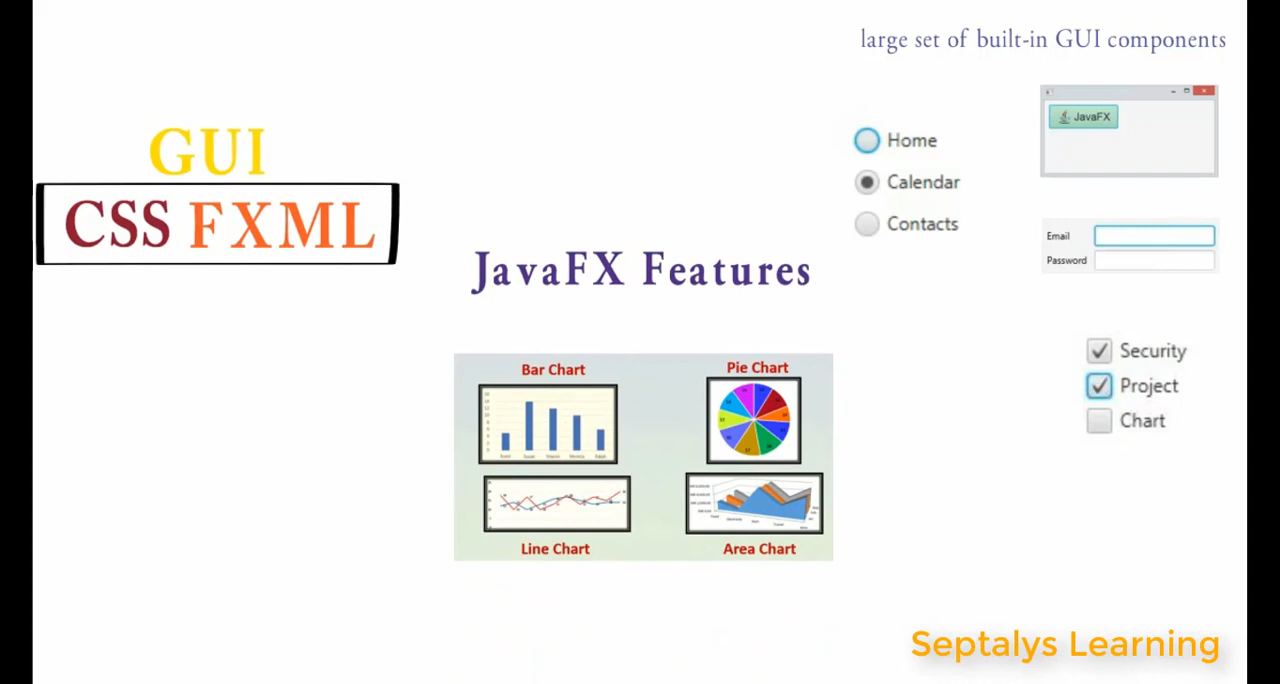 large set of built-in GUI components
GUI
CSS FXML
JavaFX Features
Home
Calendar
Contacts
JavaFX
Email
Password
Security
Project
Chart
Bar Chart
Pie Chart
Line Chart
Area Chart
Septalys Learning